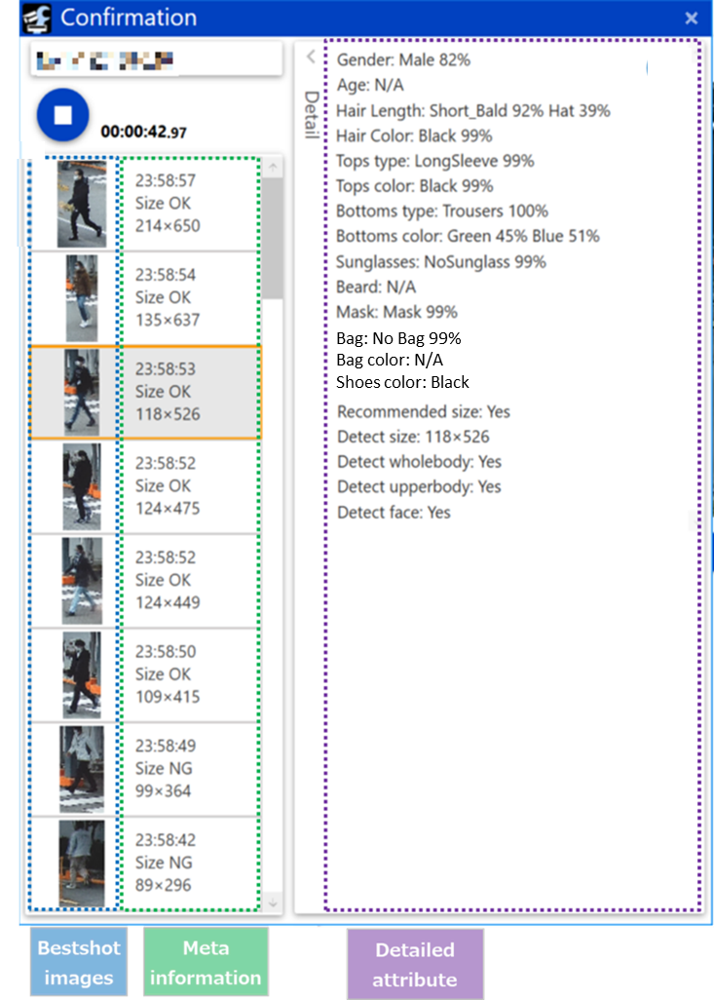 Confirmation
00:00:42.97
23:58:57
Size OK
214×650
23:58:54
Size OK
135×637
23:58:53
Size OK
118×526
23:58:52
Size OK
124×475
23:58:52
Size OK
124×449
23:58:50
Size OK
109×415
23:58:49
Size NG
99×364
23:58:42
Size NG
89×296
Detail
Gender: Male 82%
Age: N/A
Hair Length: Short_Bald 92% Hat 39%
Hair Color: Black 99%
Tops type: LongSleeve 99%
Tops color: Black 99%
Bottoms type: Trousers 100%
Bottoms color: Green 45% Blue 51%
Sunglasses: NoSunglass 99%
Beard: N/A
Mask: Mask 99%
Bag: No Bag 99%
Bag color: N/A
Shoes color: Black
Recommended size: Yes
Detect size: 118×526
Detect wholebody: Yes
Detect upperbody: Yes
Detect face: Yes
Bestshot
images
Meta
information
Detailed
attribute